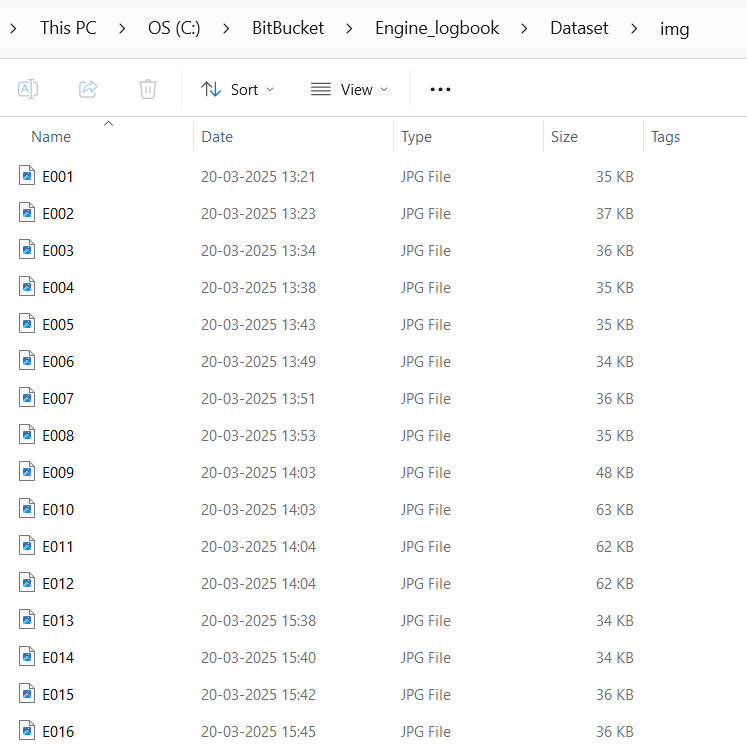 This PC > OS (C:) > BitBucket > Engine_logbook > Dataset > img
Sort View
Name Date Type Size Tags
E001 20-03-2025 13:21 JPG File 35 KB
E002 20-03-2025 13:23 JPG File 37 KB
E003 20-03-2025 13:34 JPG File 36 KB
E004 20-03-2025 13:38 JPG File 35 KB
E005 20-03-2025 13:43 JPG File 35 KB
E006 20-03-2025 13:49 JPG File 34 KB
E007 20-03-2025 13:51 JPG File 36 KB
E008 20-03-2025 13:53 JPG File 35 KB
E009 20-03-2025 14:03 JPG File 48 KB
E010 20-03-2025 14:03 JPG File 63 KB
E011 20-03-2025 14:04 JPG File 62 KB
E012 20-03-2025 14:04 JPG File 62 KB
E013 20-03-2025 15:38 JPG File 34 KB
E014 20-03-2025 15:40 JPG File 34 KB
E015 20-03-2025 15:42 JPG File 36 KB
E016 20-03-2025 15:45 JPG File 36 KB